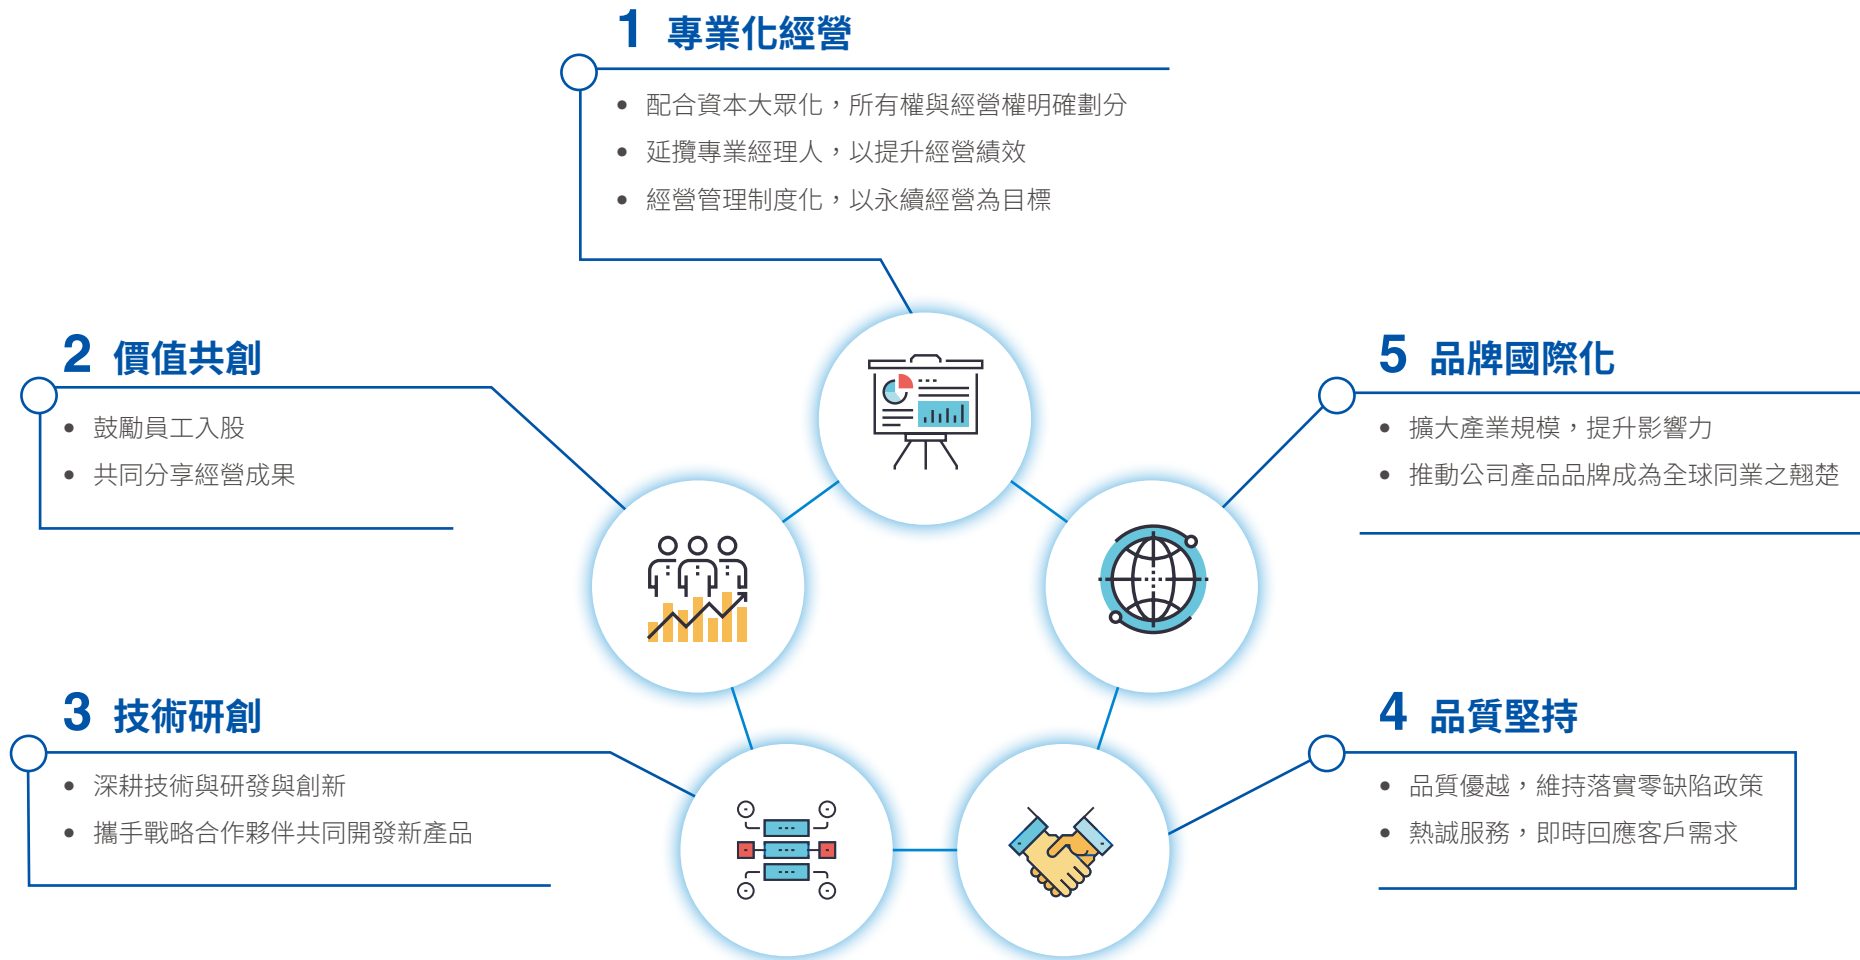 1 專業化經營
• 配合資本大眾化，所有權與經營權明確劃分
• 延攬專業經理人，以提升經營績效
• 經營管理制度化，以永續經營為目標
2 價值共創
• 鼓勵員工入股
• 共同分享經營成果
3 技術研創
• 深耕技術與研發與創新
• 攜手戰略合作夥伴共同開發新產品
4 品質堅持
• 品質優越，維持落實零缺陷政策
• 熱誠服務，即時回應客戶需求
5 品牌國際化
• 擴大產業規模，提升影響力
• 推動公司產品品牌成為全球同業之翹楚